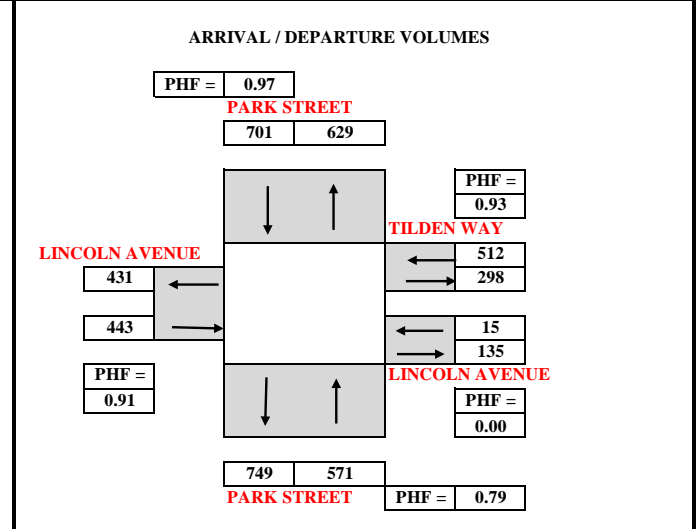 ARRIVAL / DEPARTURE VOLUMES
PHF = 0.97
PARK STREET
701 629
PHF =
0.93
TILDEN WAY
LINCOLN AVENUE
512
431
298
443
15
135
PHF =
LINCOLN AVENUE
0.91
PHF =
0.00
749 571
PARK STREET PHF = 0.79